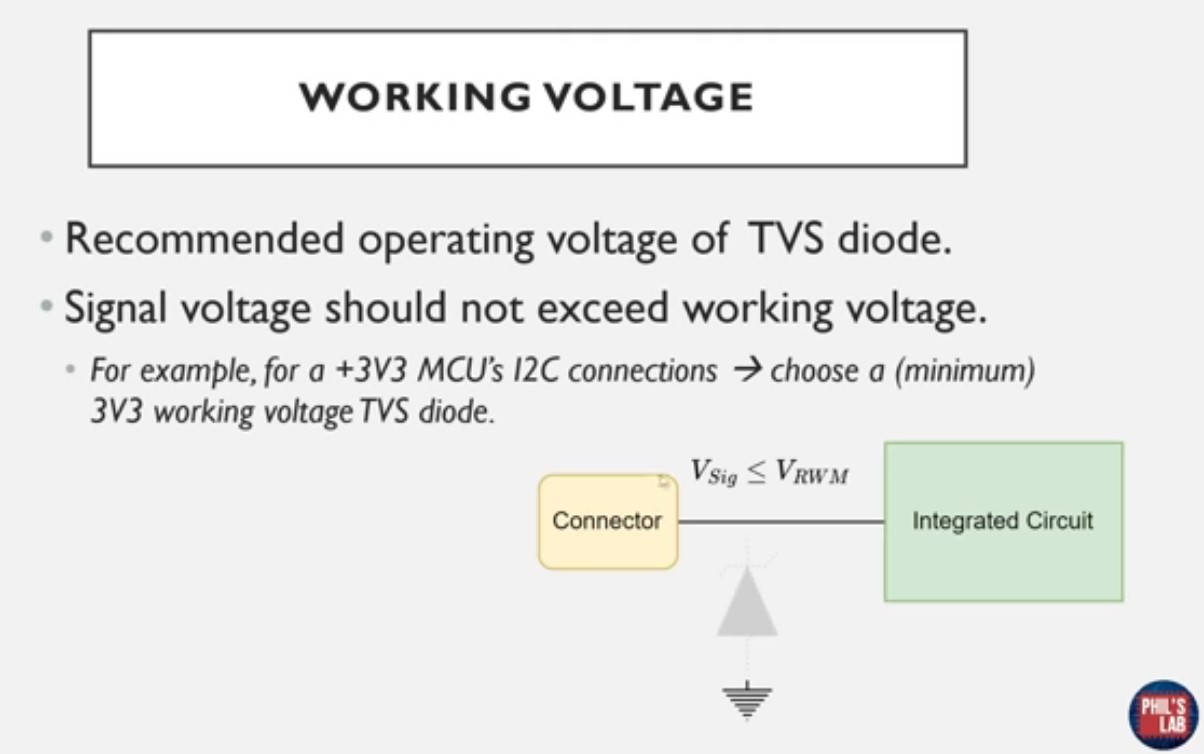 WORKING VOLTAGE
• Recommended operating voltage of TVS diode.
• Signal voltage should not exceed working voltage.
• For example, for a +3V3 MCU's I2C connections → choose a (minimum)
3V3 working voltage TVS diode.
V_{Sig} ≤ V_{RWM}
Connector
Integrated Circuit
PHIL'S
LAB